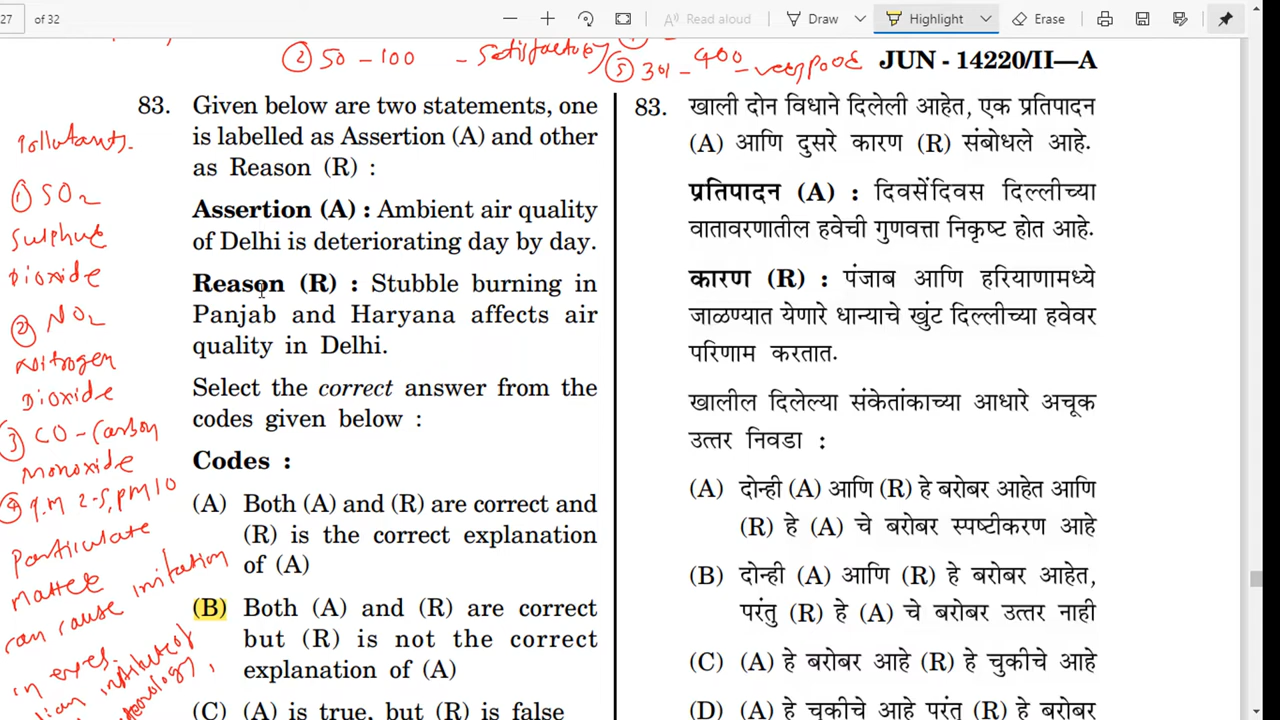 27 of 32
Read aloud
Draw
Highlight
Erase
② 50 - 100 - Satisfactory
⑤ 301 - 400 - very poor
JUN - 14220/II—A
Pollutants.
① SO2
Sulphur
Dioxide
② NO2
Nitrogen
Dioxide
③ CO - Carbon
Monoxide
④ P.M 2.5, PM 10
Particulate
matter
can cause irritation
in eyes
institute of
83. Given below are two statements, one
is labelled as Assertion (A) and other
as Reason (R) :
Assertion (A) : Ambient air quality
of Delhi is deteriorating day by day.
Reason (R) : Stubble burning in
Panjab and Haryana affects air
quality in Delhi.
Select the correct answer from the
codes given below :
Codes :
(A) Both (A) and (R) are correct and
(R) is the correct explanation
of (A)
(B) Both (A) and (R) are correct
but (R) is not the correct
explanation of (A)
(C) (A) is true, but (R) is false
83. खाली दोन विधाने दिलेली आहेत, एक प्रतिपादन
(A) आणि दुसरे कारण (R) संबोधले आहे.
प्रतिपादन (A) : दिवसेंदिवस दिल्लीच्या
वातावरणातील हवेची गुणवत्ता निकृष्ट होत आहे.
कारण (R) : पंजाब आणि हरियाणामध्ये
जाळण्यात येणारे धान्याचे खुंट दिल्लीच्या हवेवर
परिणाम करतात.
खालील दिलेल्या संकेतांकाच्या आधारे अचूक
उत्तर निवडा :
(A) दोन्ही (A) आणि (R) हे बरोबर आहेत आणि
(R) हे (A) चे बरोबर स्पष्टीकरण आहे
(B) दोन्ही (A) आणि (R) हे बरोबर आहेत,
परंतु (R) हे (A) चे बरोबर उत्तर नाही
(C) (A) हे बरोबर आहे (R) हे चुकीचे आहे
(D) (A) हे चुकीचे आहे परंतु (R) हे बरोबर